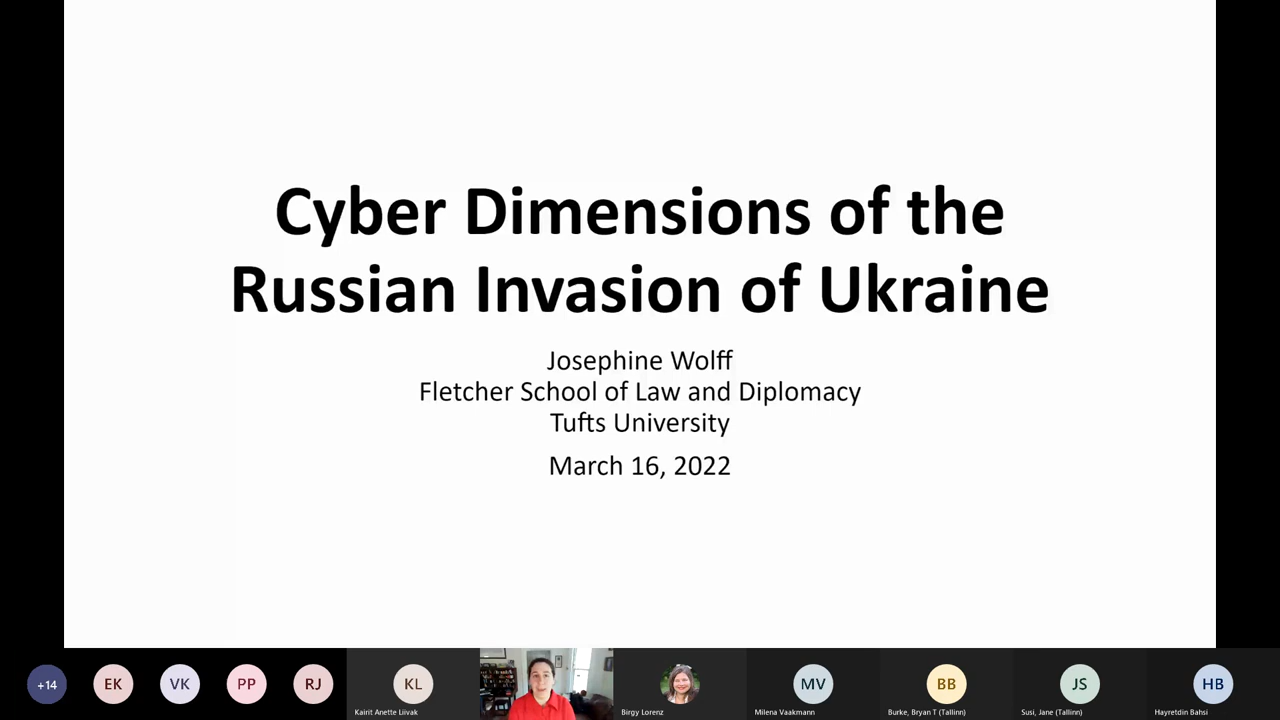 Cyber Dimensions of the
Russian Invasion of Ukraine
Josephine Wolff
Fletcher School of Law and Diplomacy
Tufts University
March 16, 2022
+14
EK
VK
PP
RJ
KL
MV
BB
JS
HB
Kairit Anette Liivak
Birgy Lorenz
Milena Vaakmann
Burke, Bryan T (Tallinn)
Susi, Jane (Tallinn)
Hayretdin Bahsi